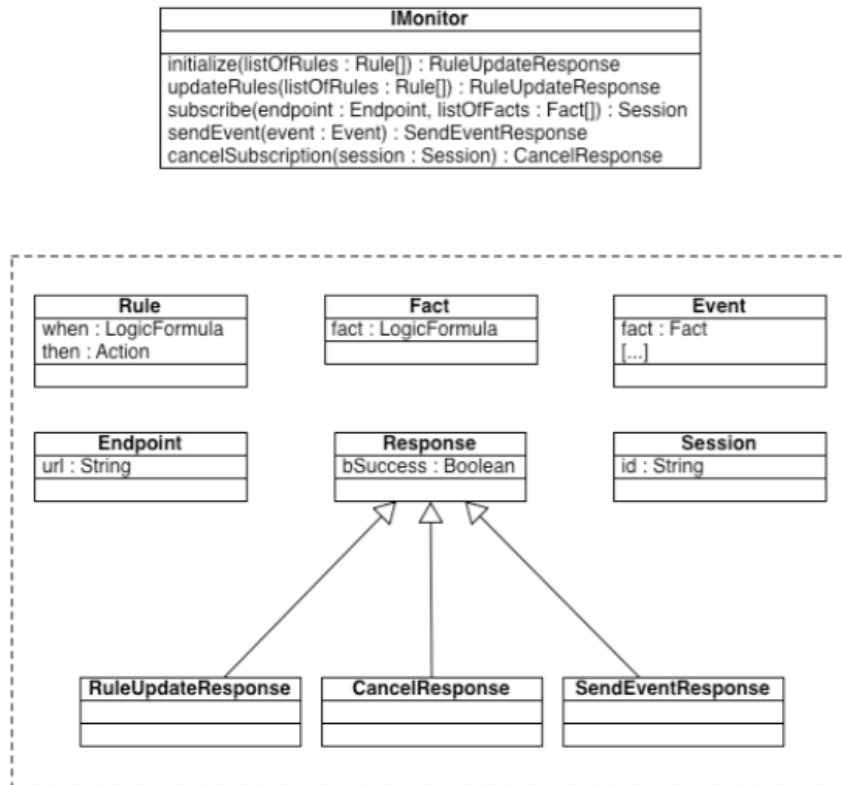 IMonitor
initialize(listOfRules : Rule[]) : RuleUpdateResponse
updateRules(listOfRules : Rule[]) : RuleUpdateResponse
subscribe(endpoint : Endpoint, listOfFacts : Fact[]) : Session
sendEvent(event : Event) : SendEventResponse
cancelSubscription(session : Session) : CancelResponse
Rule
when : LogicFormula
then : Action
Fact
fact : LogicFormula
Event
fact : Fact
[...]
Endpoint
url : String
Response
bSuccess : Boolean
Session
id : String
RuleUpdateResponse
CancelResponse
SendEventResponse